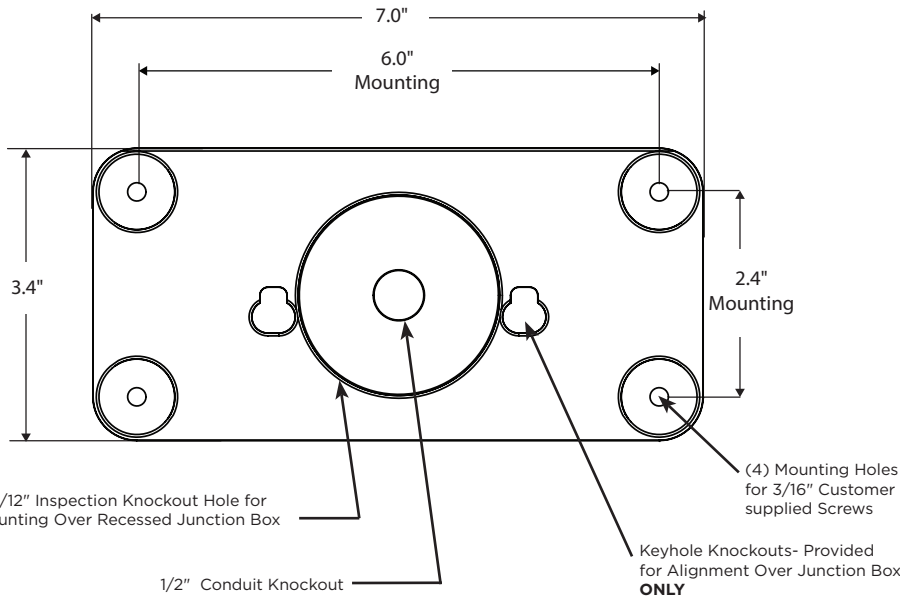 7.0"
6.0"
Mounting
3.4"
2.4"
Mounting
/12" Inspection Knockout Hole for
unting Over Recessed Junction Box
1/2" Conduit Knockout
(4) Mounting Holes
for 3/16" Customer
supplied Screws
Keyhole Knockouts- Provided
for Alignment Over Junction Box
ONLY